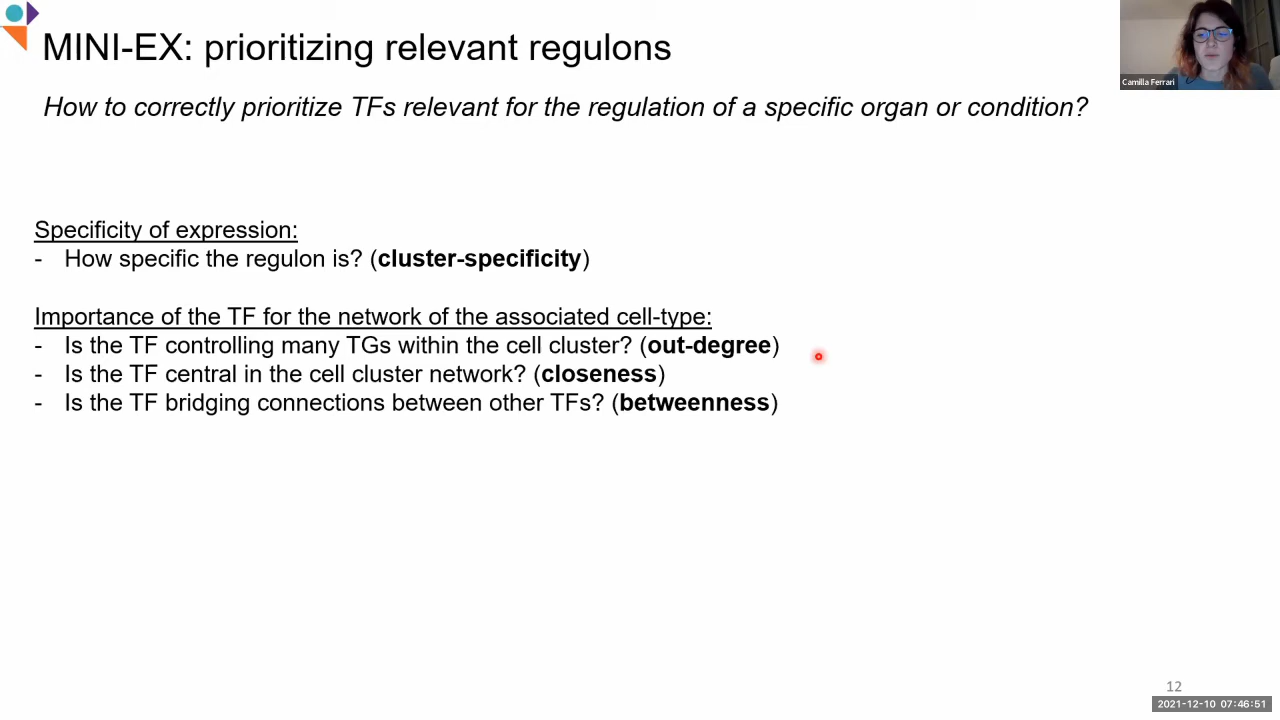 MINI-EX: prioritizing relevant regulons
Camilla Ferrari
How to correctly prioritize TFs relevant for the regulation of a specific organ or condition?
Specificity of expression:
- How specific the regulon is? (cluster-specificity)
Importance of the TF for the network of the associated cell-type:
- Is the TF controlling many TGs within the cell cluster? (out-degree)
- Is the TF central in the cell cluster network? (closeness)
- Is the TF bridging connections between other TFs? (betweenness)
12
2021-12-10 07:46:51